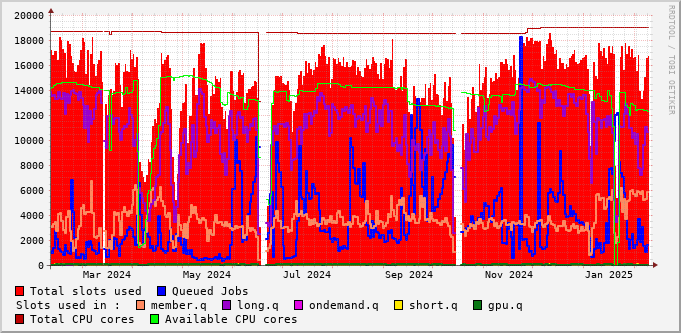 20000
18000
16000
14000
12000
10000
8000
6000
4000
2000
0
Mar 2024 May 2024 Jul 2024 Sep 2024 Nov 2024 Jan 2025
RRDTOOL / TOBI OETIKER
Total slots used Queued Jobs
Slots used in : member.q long.q ondemand.q short.q gpu.q
Total CPU cores Available CPU cores